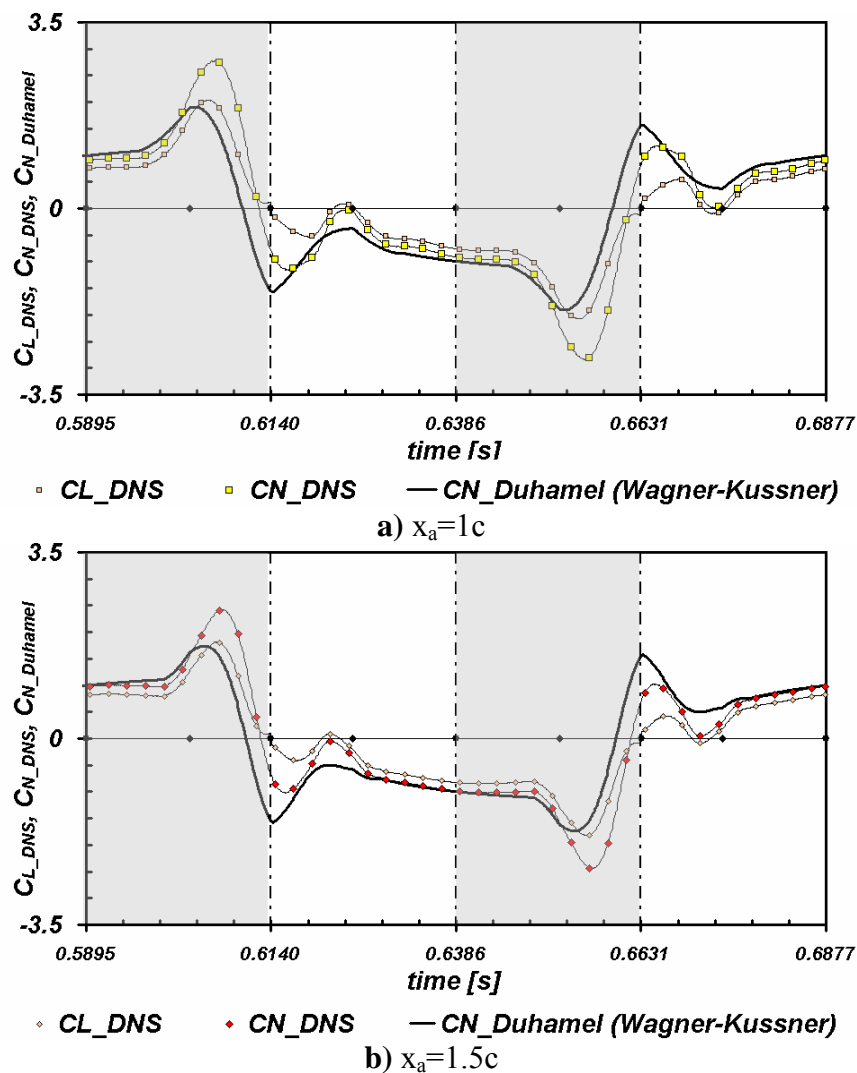 3.5
0
-3.5
C_L_DNS, C_N_DNS, C_N_Duhamel
0.5895 0.6140 0.6386 0.6631 0.6877
time [s]
CL_DNS CN_DNS CN_Duhamel (Wagner-Kussner)
a) xa=1c
3.5
0
-3.5
C_L_DNS, C_N_DNS, C_N_Duhamel
0.5895 0.6140 0.6386 0.6631 0.6877
time [s]
CL_DNS CN_DNS CN_Duhamel (Wagner-Kussner)
b) xa=1.5c